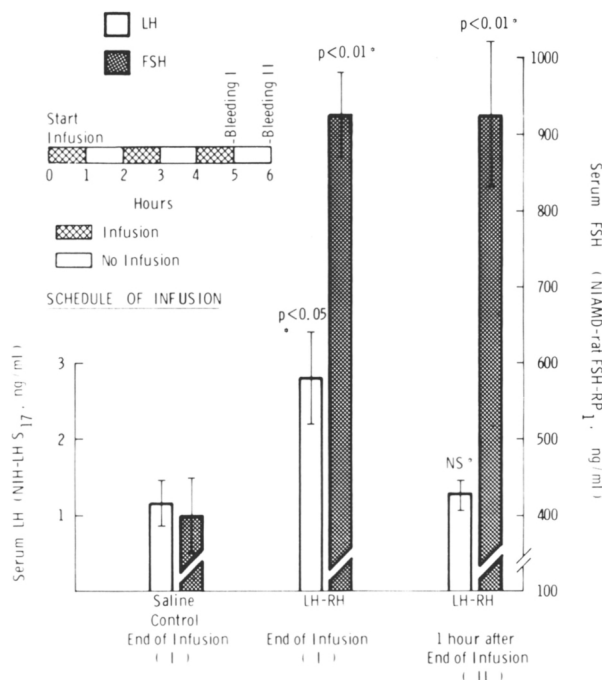 LH
FSH
Start
Infusion
Bleeding I
Bleeding II
0 1 2 3 4 5 6
Hours
Infusion
No Infusion
SCHEDULE OF INFUSION
p<0.01*
p<0.01*
p<0.05
*
NS*
3
2
1
Serum LH (NIH-LH S17, ng/ml)
1000
900
800
700
600
500
400
100
Serum FSH (NIAMD-rat FSH-RP1, ng/ml)
Saline
Control
End of Infusion
( I )
LH-RH
End of Infusion
( I )
LH-RH
1 hour after
End of Infusion
( II )